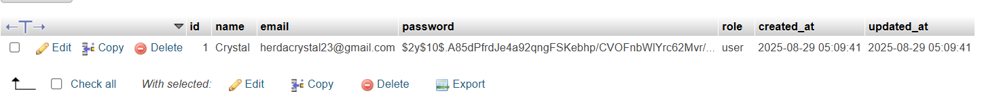 ←T→ id name email password role created_at updated_at
Edit Copy Delete 1 Crystal herdacrystal23@gmail.com $2y$10$.A85dPfrdJe4a92qngFSKebhp/CVOFnbWlYrc62Mvr/... user 2025-08-29 05:09:41 2025-08-29 05:09:41
Check all With selected: Edit Copy Delete Export